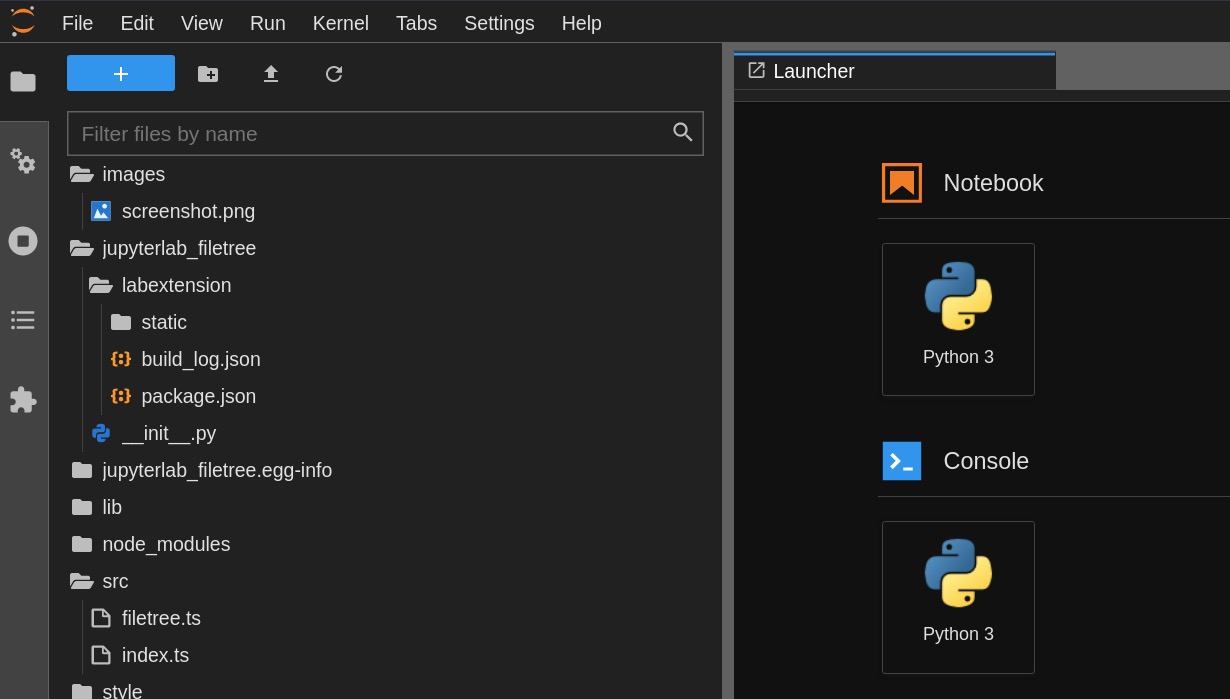 File Edit View Run Kernel Tabs Settings Help
Launcher
Filter files by name
images
screenshot.png
jupyterlab_filetree
labextension
static
build_log.json
package.json
__init__.py
jupyterlab_filetree.egg-info
lib
node_modules
src
filetree.ts
index.ts
style
Notebook
Python 3
Console
Python 3